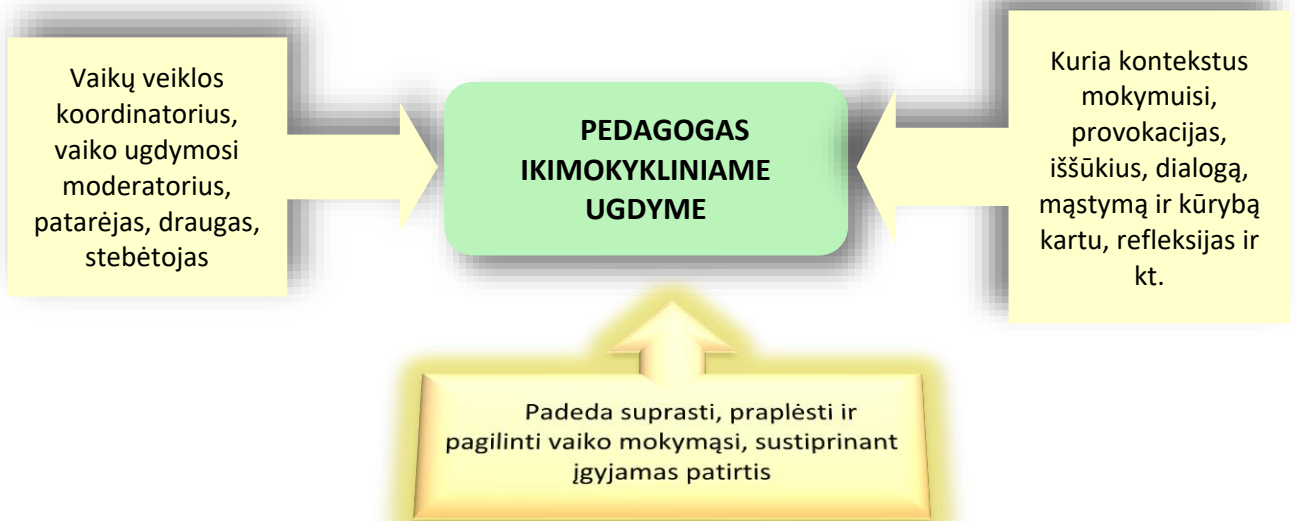 Vaikų veiklos
koordinatorius,
vaiko ugdymosi
moderatorius,
patarėjas, draugas,
stebėtojas
PEDAGOGAS
IKIMOKYKLINIAME
UGDYME
Kuria kontekstus
mokymuisi,
provokacijas,
iššūkius, dialogą,
mąstymą ir kūrybą
kartu, refleksijas ir
kt.
Padeda suprasti, praplėsti ir
pagilinti vaiko mokymąsi, sustiprinant
įgyjamas patirtis